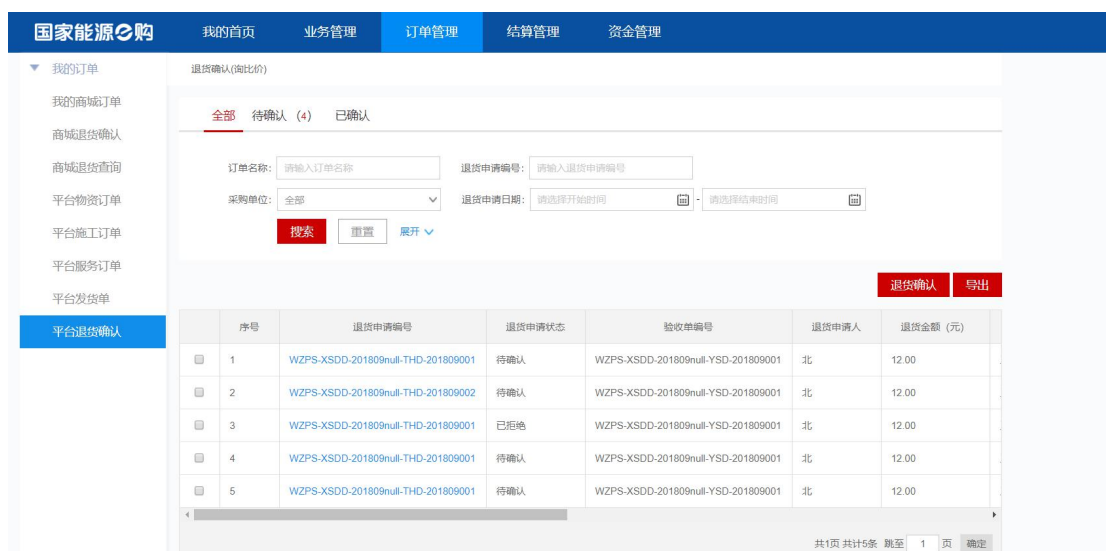 国家能源e购 我的首页 业务管理 订单管理 结算管理 资金管理
我的订单
我的商城订单
商城退货确认
商城退货查询
平台物资订单
平台施工订单
平台服务订单
平台发货单
平台退货确认
退货确认(询比价)
全部 待确认 (4) 已确认
订单名称: 请输入订单名称 退货申请编号: 请输入退货申请编号
采购单位: 全部 退货申请日期: 请选择开始时间 - 请选择结束时间
搜索 重置 展开
退货确认 导出
序号 退货申请编号 退货申请状态 验收单编号 退货申请人 退货金额 (元)
1 WZPS-XSDD-201809null-THD-201809001 待确认 WZPS-XSDD-201809null-YSD-201809001 北 12.00
2 WZPS-XSDD-201809null-THD-201809002 待确认 WZPS-XSDD-201809null-YSD-201809001 北 12.00
3 WZPS-XSDD-201809null-THD-201809001 已拒绝 WZPS-XSDD-201809null-YSD-201809001 北 12.00
4 WZPS-XSDD-201809null-THD-201809001 待确认 WZPS-XSDD-201809null-YSD-201809001 北 12.00
5 WZPS-XSDD-201809null-THD-201809001 待确认 WZPS-XSDD-201809null-YSD-201809001 北 12.00
共1页 共计5条 跳至 1 页 确定